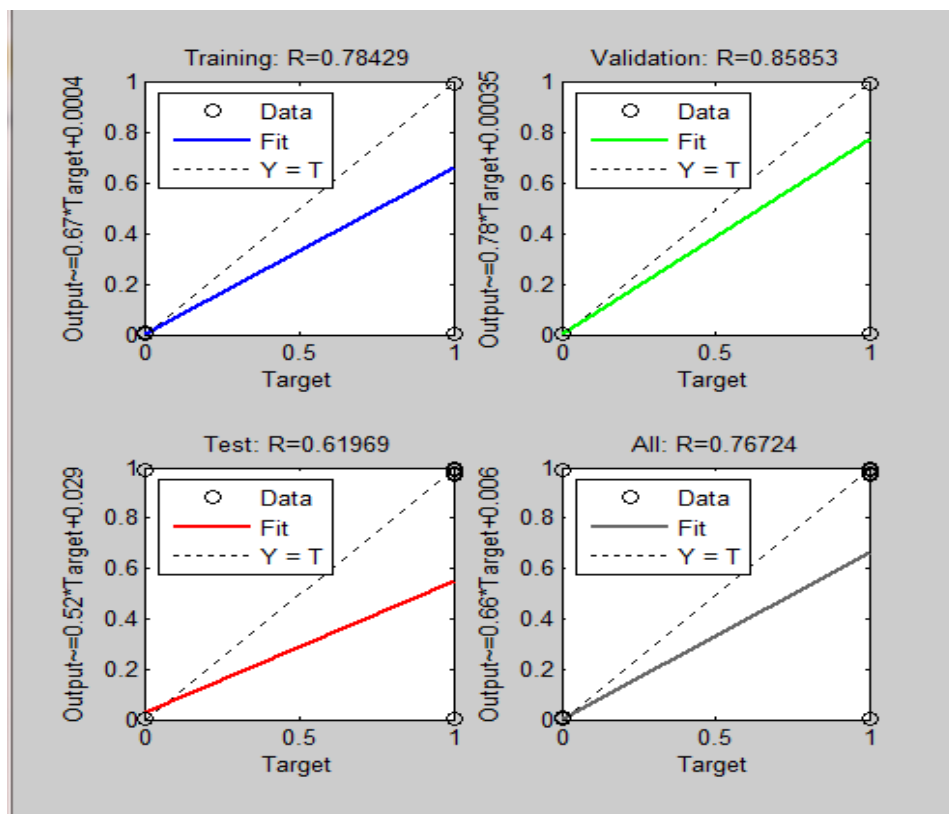 Training: R=0.78429
Output~=0.67*Target+0.0004
1
0.8
0.6
0.4
0.2
0
Data
Fit
Y = T
0 0.5 1
Target
Validation: R=0.85853
Output~=0.78*Target+0.00035
1
0.8
0.6
0.4
0.2
0
Data
Fit
Y = T
0 0.5 1
Target
Test: R=0.61969
Output~=0.52*Target+0.029
1
0.8
0.6
0.4
0.2
0
Data
Fit
Y = T
0 0.5 1
Target
All: R=0.76724
Output~=0.66*Target+0.006
1
0.8
0.6
0.4
0.2
0
Data
Fit
Y = T
0 0.5 1
Target